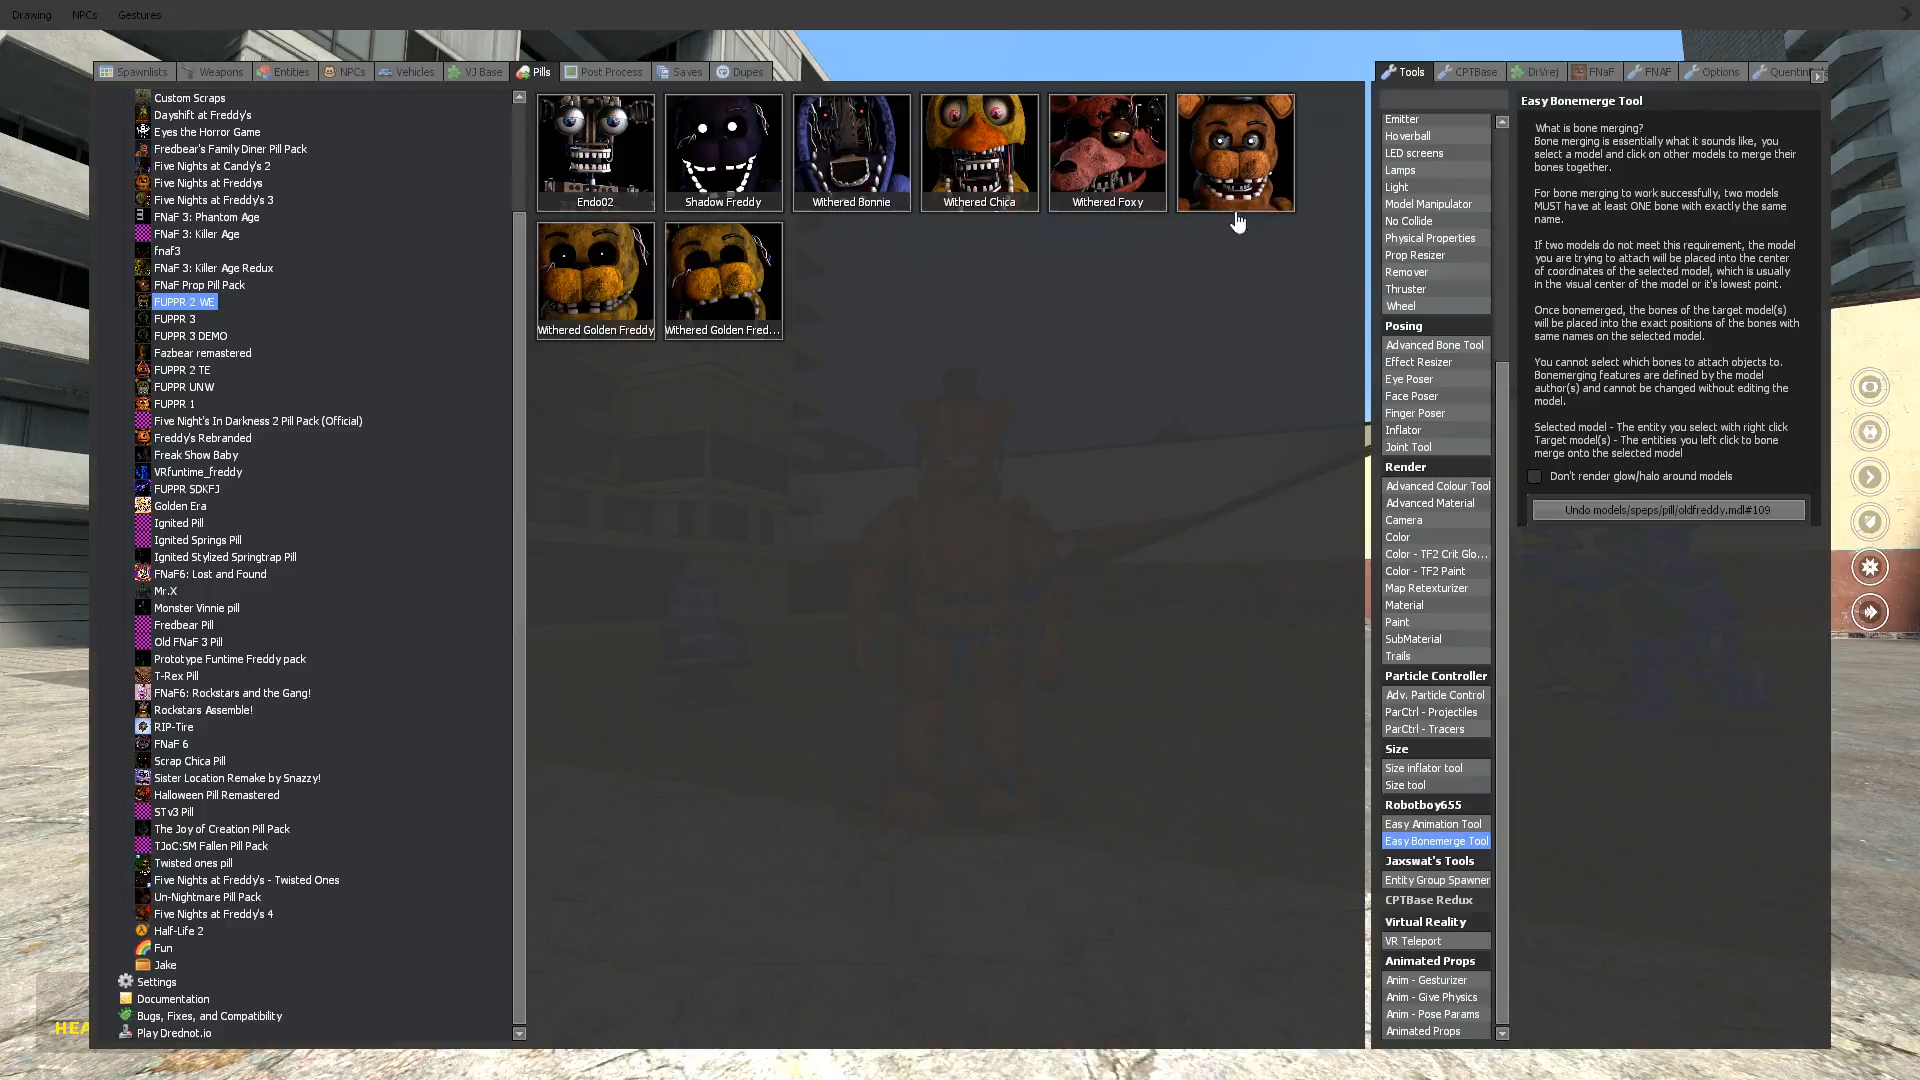 Drawing NPCs Gestures
Spawnlists Weapons Entities NPCs Vehicles VJ Base Pills Post Process Saves Dupes
Tools CPTBase DrVrej FNaF FNAF Options
Custom Scraps
Dayshift at Freddy's
Eyes the Horror Game
Fredbear's Family Diner Pill Pack
Five Nights at Candy's 2
Five Nights at Freddys
Five Nights at Freddy's 3
FNaF 3: Phantom Age
FNaF 3: Killer Age
fnaf3
FNaF 3: Killer Age Redux
FNaF Prop Pill Pack
FUPPR 2 WE
FUPPR 3
FUPPR 3 DEMO
Fazbear remastered
FUPPR 2 TE
FUPPR UNW
FUPPR 1
Five Night's In Darkness 2 Pill Pack (Official)
Freddy's Rebranded
Freak Show Baby
VRfuntime_freddy
FUPPR SDKFJ
Golden Era
Ignited Pill
Ignited Springs Pill
Ignited Stylized Springtrap Pill
FNaF6: Lost and Found
Mr.X
Monster Vinnie pill
Fredbear Pill
Old FNaF 3 Pill
Prototype Funtime Freddy pack
T-Rex Pill
FNaF6: Rockstars and the Gang!
Rockstars Assemble!
RIP-Tire
FNaF 6
Scrap Chica Pill
Sister Location Remake by Snazzy!
Halloween Pill Remastered
STv3 Pill
The Joy of Creation Pill Pack
TJoC:SM Fallen Pill Pack
Twisted ones pill
Five Nights at Freddy's - Twisted Ones
Un-Nightmare Pill Pack
Five Nights at Freddy's 4
Half-Life 2
Fun
Jake
Settings
Documentation
Bugs, Fixes, and Compatibility
Play Drednot.io
HEA
Endo02
Shadow Freddy
Withered Bonnie
Withered Chica
Withered Foxy
Withered Golden Freddy
Withered Golden Fred...
Emitter
Hoverball
LED screens
Lamps
Light
Model Manipulator
No Collide
Physical Properties
Prop Resizer
Remover
Thruster
Wheel
Posing
Advanced Bone Tool
Effect Resizer
Eye Poser
Face Poser
Finger Poser
Inflator
Joint Tool
Render
Advanced Colour Tool
Advanced Material
Camera
Color
Color - TF2 Crit Glo...
Color - TF2 Paint
Map Retexturizer
Material
Paint
SubMaterial
Trails
Particle Controller
Adv. Particle Control
ParCtrl - Projectiles
ParCtrl - Tracers
Size
Size inflator tool
Size tool
Robotboy655
Easy Animation Tool
Easy Bonemerge Tool
Jaxswat's Tools
Entity Group Spawner
CPTBase Redux
Virtual Reality
VR Teleport
Animated Props
Anim - Gesturizer
Anim - Give Physics
Anim - Pose Params
Animated Props
Easy Bonemerge Tool
What is bone merging?
Bone merging is essentially what it sounds like, you
select a model and click on other models to merge their
bones together.
For bone merging to work successfully, two models
MUST have at least ONE bone with exactly the same
name.
If two models do not meet this requirement, the model
you are trying to attach will be placed into the center
of coordinates of the selected model, which is usually
in the visual center of the model or it's lowest point.
Once bonemerged, the bones of the target model(s)
will be placed into the exact positions of the bones with
same names on the selected model.
You cannot select which bones to attach objects to.
Bonemerging features are defined by the model
author(s) and cannot be changed without editing the
model.
Selected model - The entity you select with right click
Target model(s) - The entities you left click to bone
merge onto the selected model
Don't render glow/halo around models
Undo models/speps/pill/oldfreddy.mdl#109